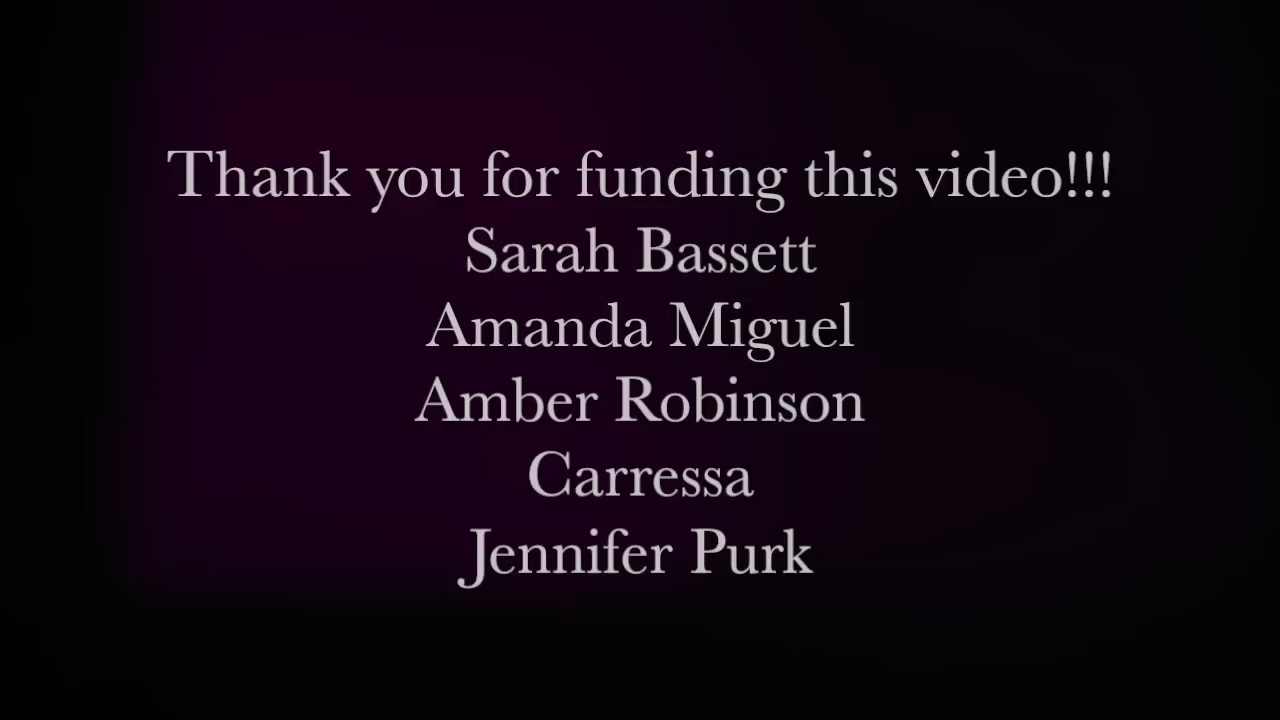 Thank you for funding this video!!!
Sarah Bassett
Amanda Miguel
Amber Robinson
Carressa
Jennifer Purk